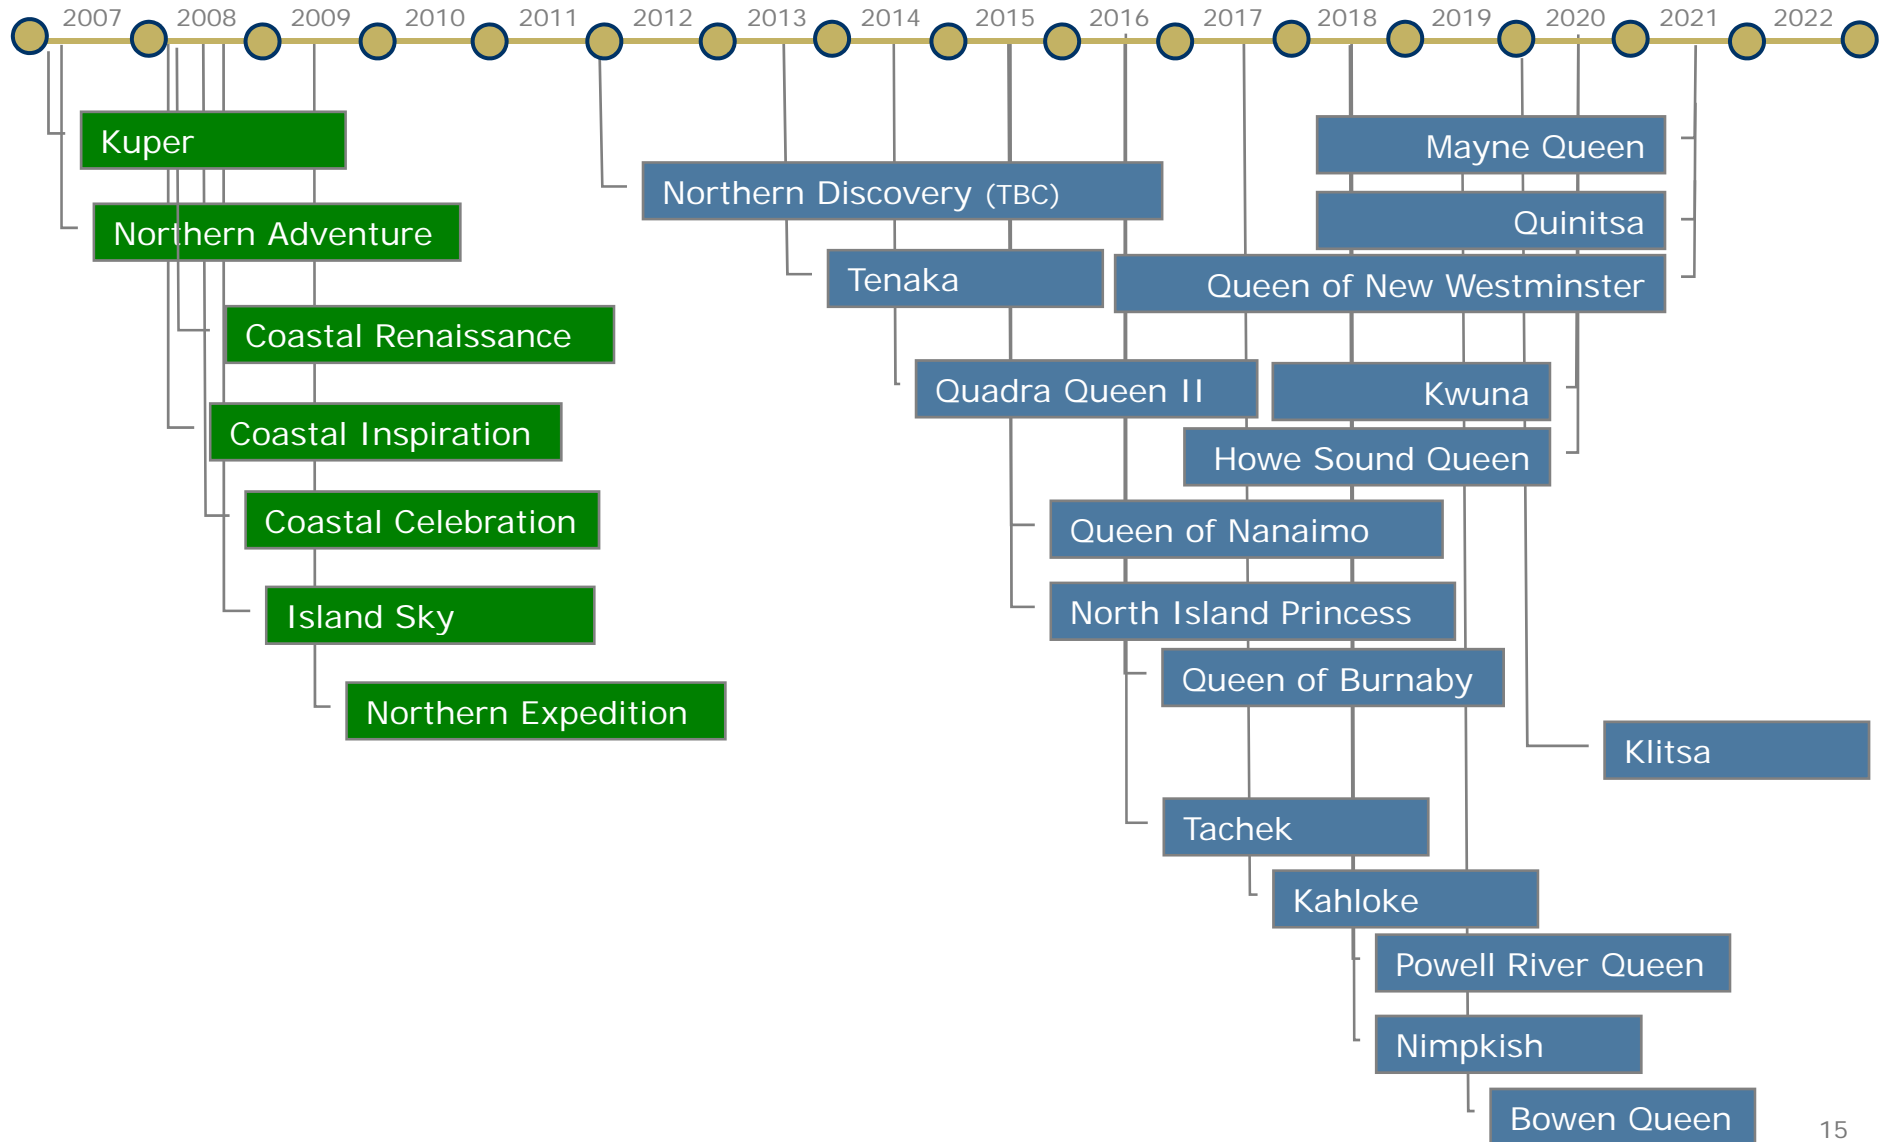 2007 2008 2009 2010 2011 2012 2013 2014 2015 2016 2017 2018 2019 2020 2021 2022
Kuper
Mayne Queen
Northern Discovery (TBC)
Quinitsa
Northern Adventure
Tenaka
Queen of New Westminster
Coastal Renaissance
Quadra Queen II
Kwuna
Coastal Inspiration
Howe Sound Queen
Coastal Celebration
Queen of Nanaimo
Island Sky
North Island Princess
Queen of Burnaby
Northern Expedition
Klitsa
Tachek
Kahloke
Powell River Queen
Nimpkish
Bowen Queen
15